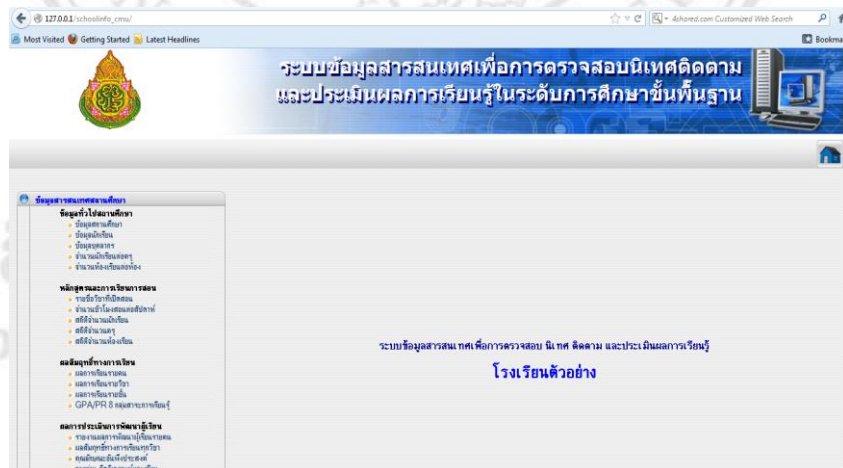 127.0.0.1/schoolinfo_cmu/
4shared.com Customized Web Search
Most Visited Getting Started Latest Headlines
Bookma
ระบบข้อมูลสารสนเทศเพื่อการตรวจสอบนิเทศติดตาม
และประเมินผลการเรียนรู้ในระดับการศึกษาขั้นพื้นฐาน
ข้อมูลสารสนเทศสถานศึกษา
ข้อมูลทั่วไปสถานศึกษา
ข้อมูลสถานศึกษา
ข้อมูลนักเรียน
ข้อมูลบุคลากร
จำนวนนักเรียนต่อครู
จำนวนห้องเรียนต่อห้อง
หลักสูตรและการเรียนการสอน
รายชื่อวิชาที่เปิดสอน
จำนวนชั่วโมงสอนต่อสัปดาห์
สถิติจำนวนนักเรียน
สถิติจำนวนครู
สถิติจำนวนห้องเรียน
ผลสัมฤทธิ์ทางการเรียน
ผลการเรียนรายคน
ผลการเรียนรายวิชา
ผลการเรียนรายชั้น
GPA/PR 8 กลุ่มสาระการเรียนรู้
ผลการประเมินการพัฒนาผู้เรียน
รายงานผลการพัฒนาผู้เรียนรายคน
ผลสัมฤทธิ์ทางการเรียนทุกวิชา
คุณลักษณะอันพึงประสงค์
ระบบข้อมูลสารสนเทศเพื่อการตรวจสอบ นิเทศ ติดตาม และประเมินผลการเรียนรู้
โรงเรียนตัวอย่าง